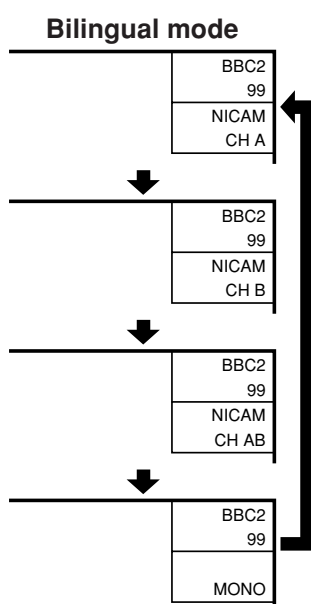 Bilingual mode
BBC2
99
NICAM
CH A
BBC2
99
NICAM
CH B
BBC2
99
NICAM
CH AB
BBC2
99
MONO